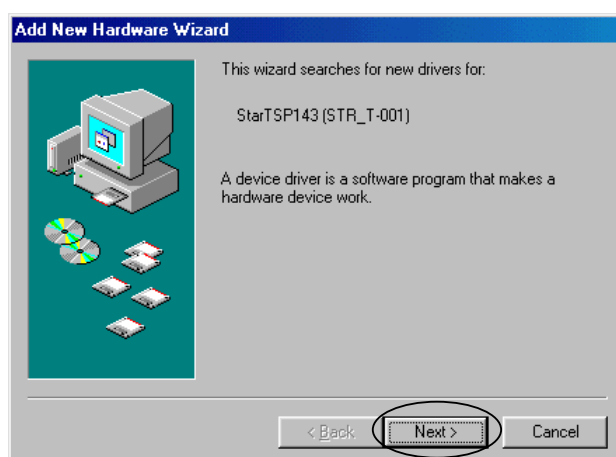 Add New Hardware Wizard
This wizard searches for new drivers for:
StarTSP143 (STR_T-001)
A device driver is a software program that makes a
hardware device work.
< Back
Next >
Cancel